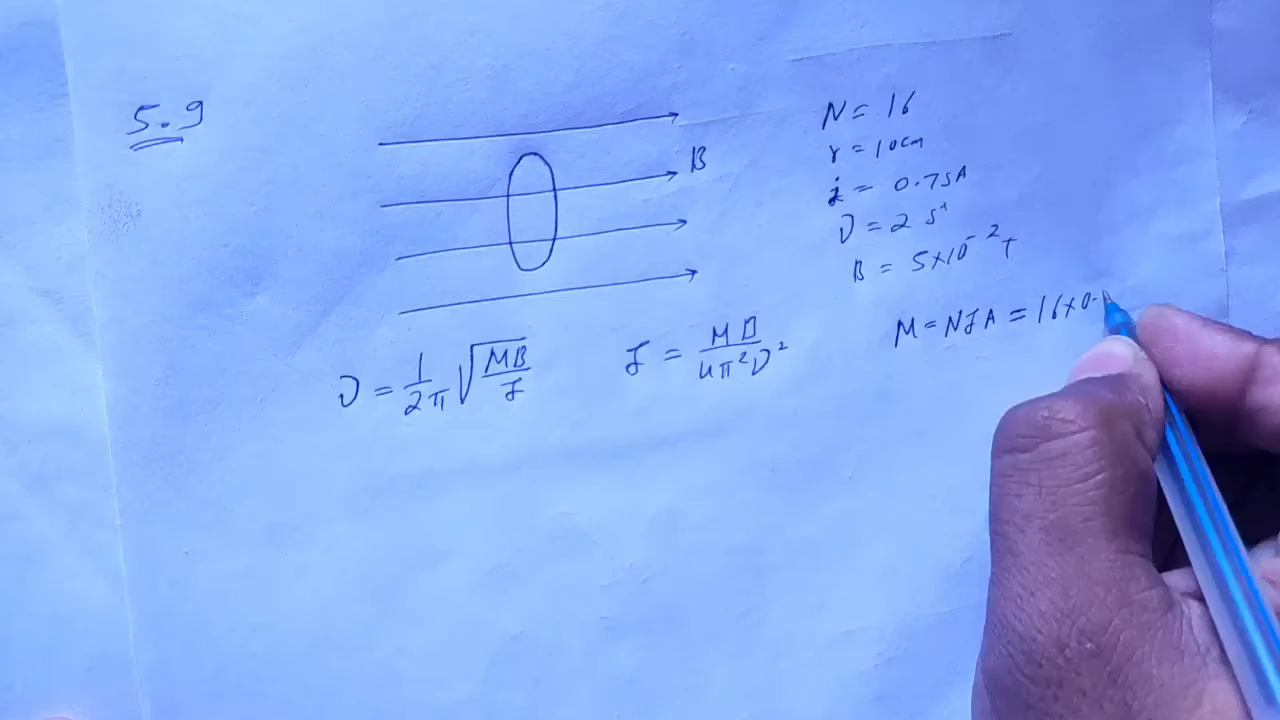 5.9
B
N = 16
r = 10cm
i = 0.75A
ν = 2 s⁻¹
B = 5×10⁻² T
M = NIA = 16×0.
ν = 1/2π √MB/I
I = MB/4π²ν²